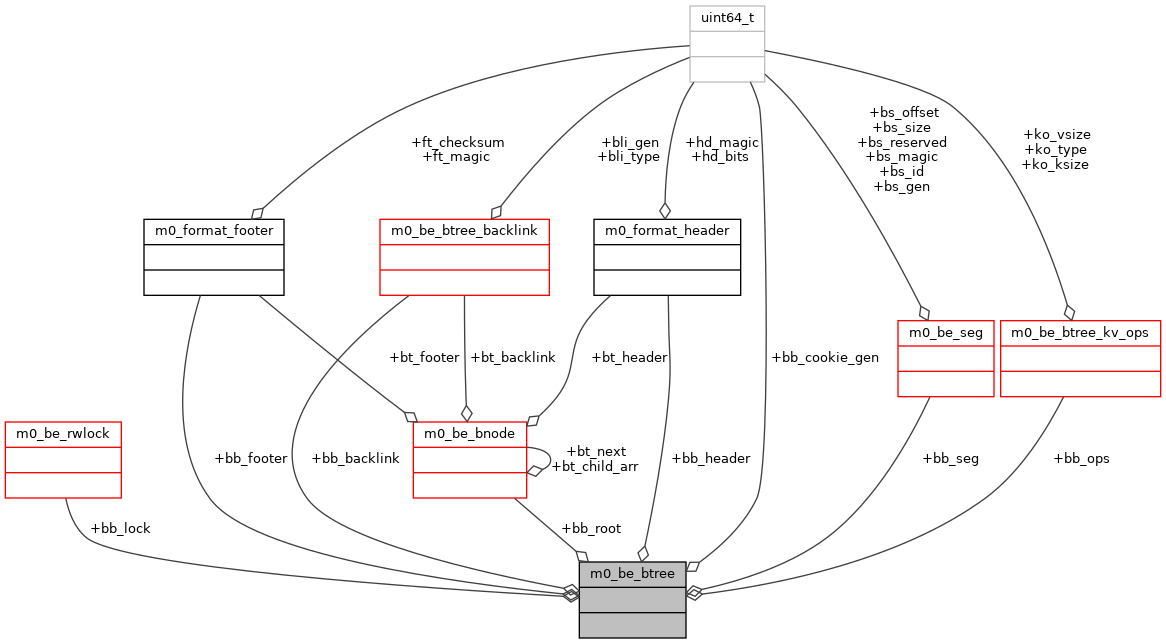 uint64_t
+ft_checksum
+ft_magic
+bli_gen
+bli_type
+hd_magic
+hd_bits
+bs_offset
+bs_size
+bs_reserved
+bs_magic
+bs_id
+bs_gen
+ko_vsize
+ko_type
+ko_ksize
m0_format_footer
m0_be_btree_backlink
m0_format_header
m0_be_seg
m0_be_btree_kv_ops
+bt_footer
+bt_backlink
+bt_header
+bb_cookie_gen
m0_be_rwlock
m0_be_bnode
+bt_next
+bt_child_arr
+bb_footer
+bb_backlink
+bb_header
+bb_seg
+bb_ops
+bb_lock
+bb_root
m0_be_btree